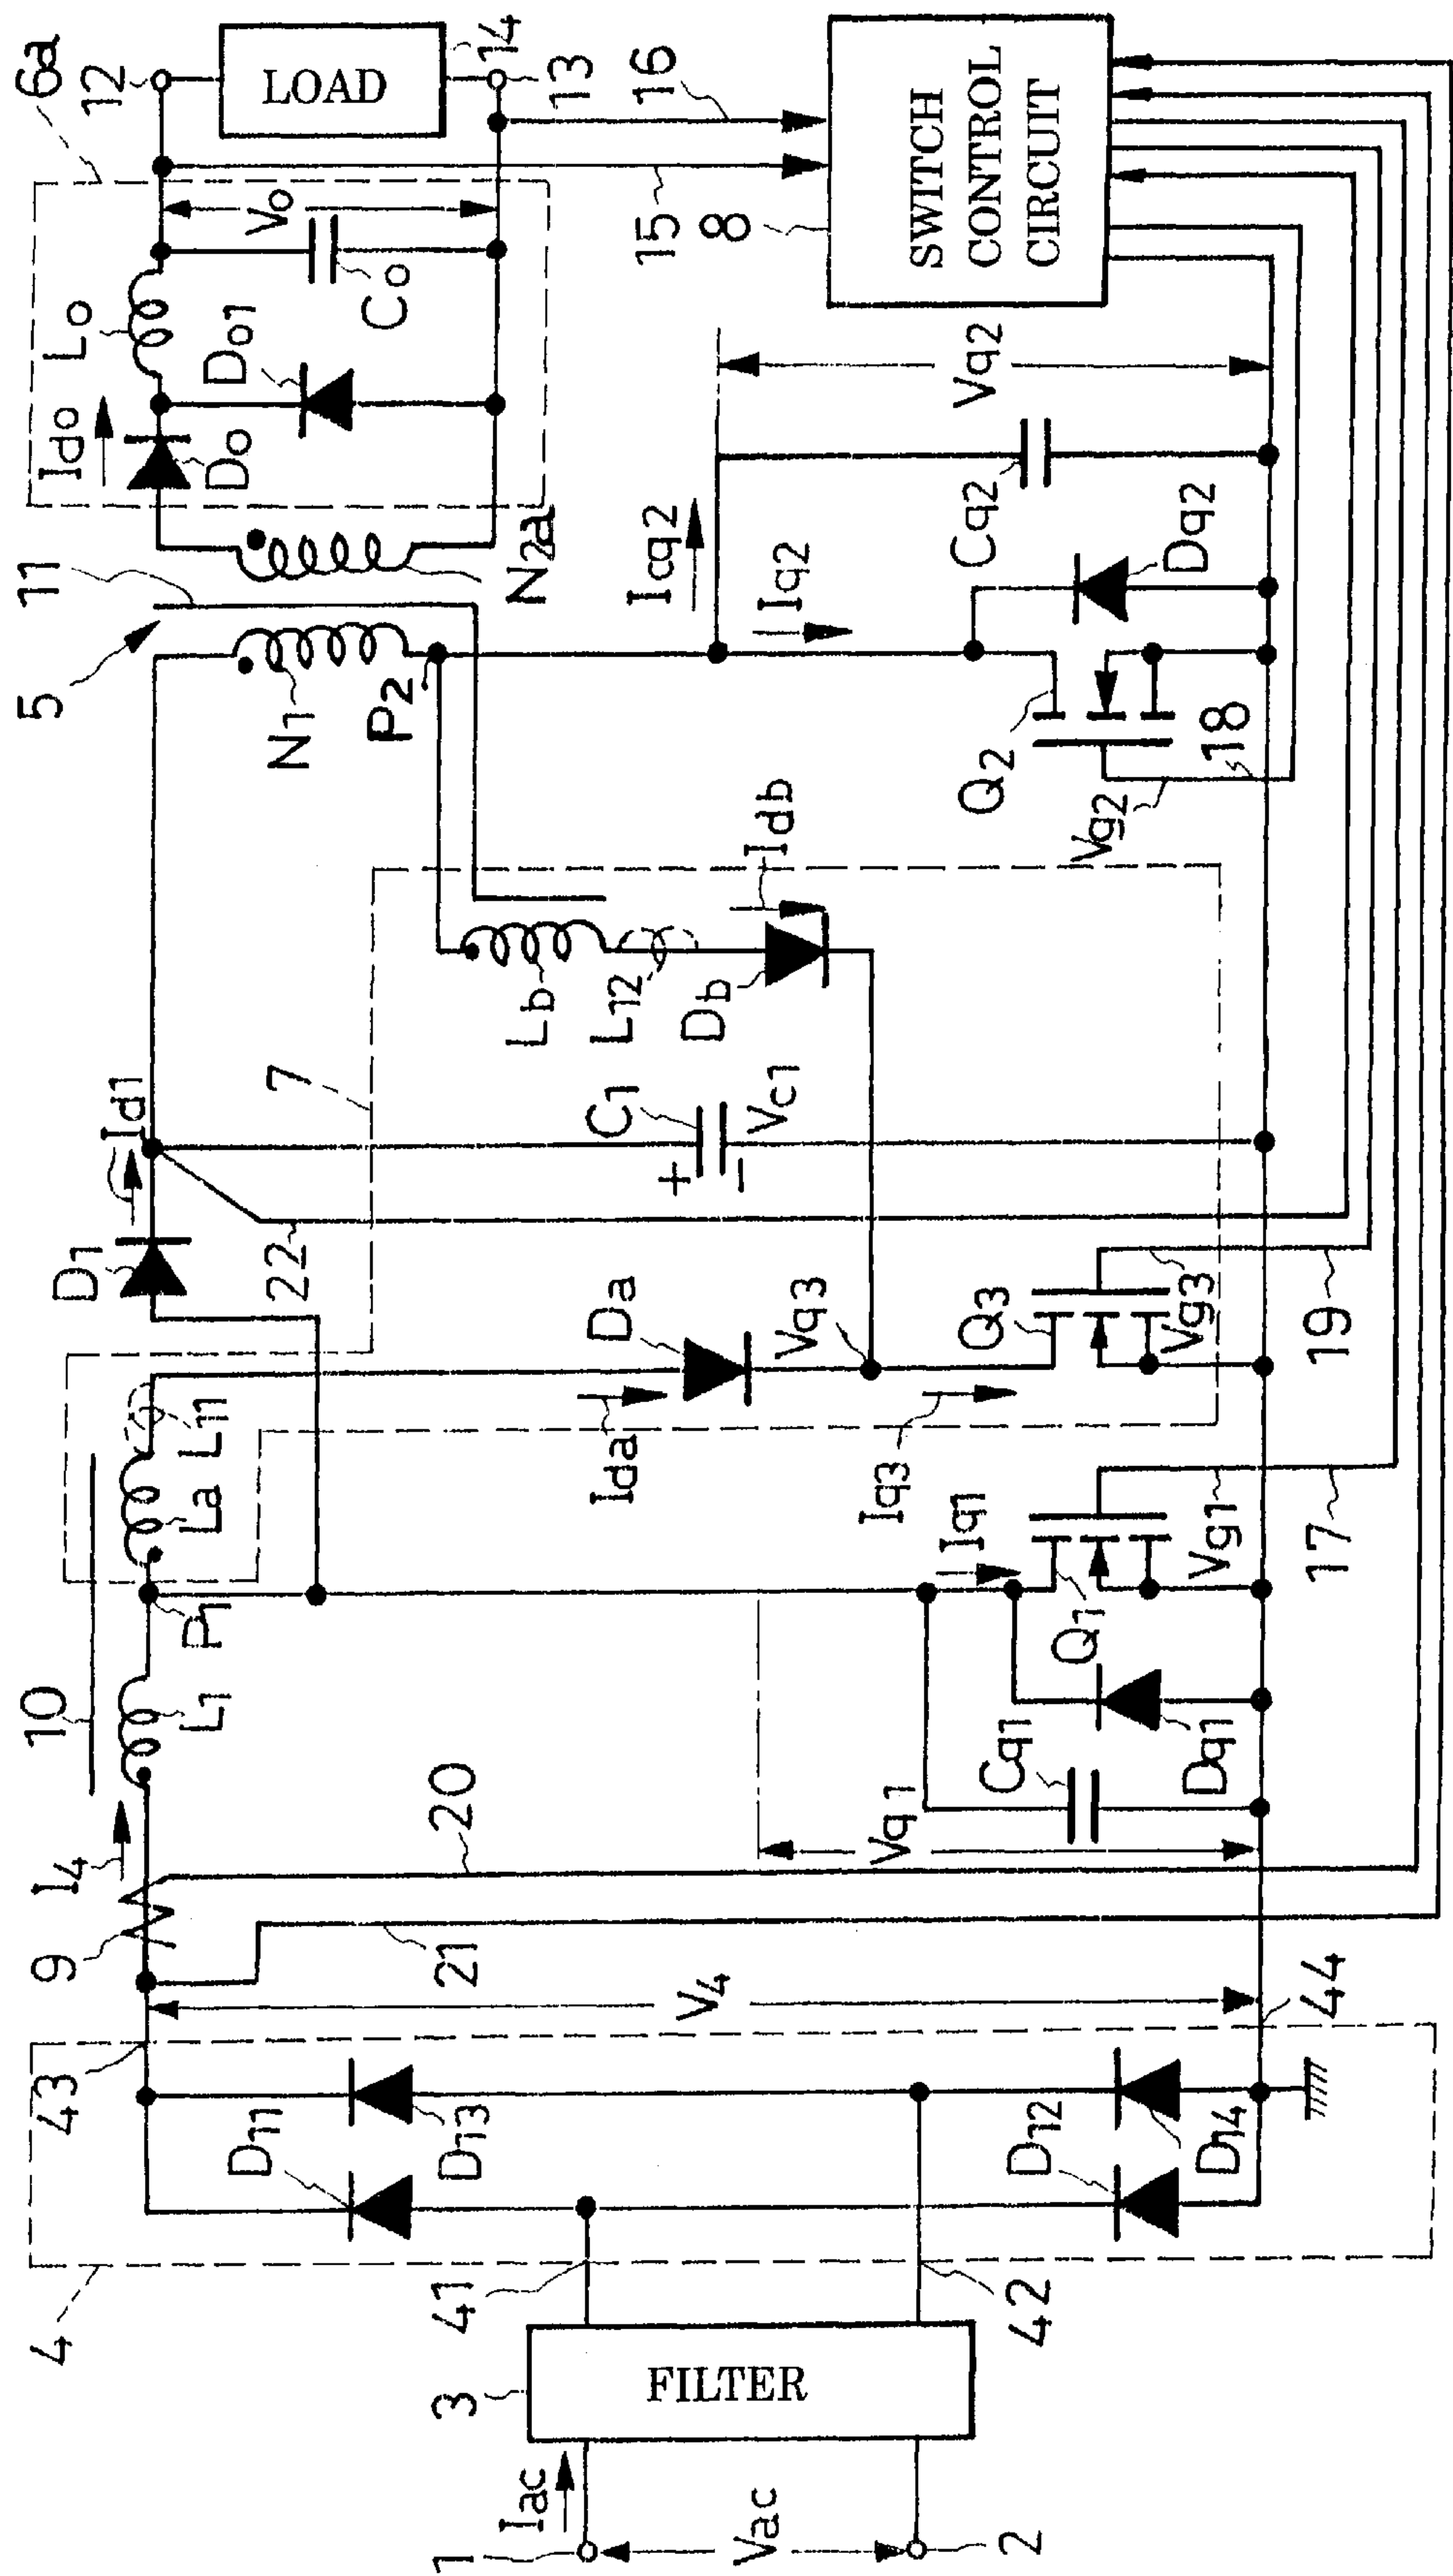 1
Iac
Vac
2
3
FILTER
41
42
4
D11
D13
D12
D14
43
44
V4
9
I4
21
20
10
L1
P1
La
L11
Vq1
Cq1
Dq1
Q1
Iq1
Vg1
17
Ida
Da
Vq3
Iq3
Q3
Vg3
19
D1
Id1
22
7
C1
+
−
Vc1
Lb
L12
Db
Idb
5
11
N1
P2
N2a
Icq2
Iq2
Q2
Vg2
18
Cq2
Dq2
Vq2
6a
Ido
Do
Do1
Lo
Co
Vo
12
LOAD
14
13
15
16
8
SWITCH
CONTROL
CIRCUIT